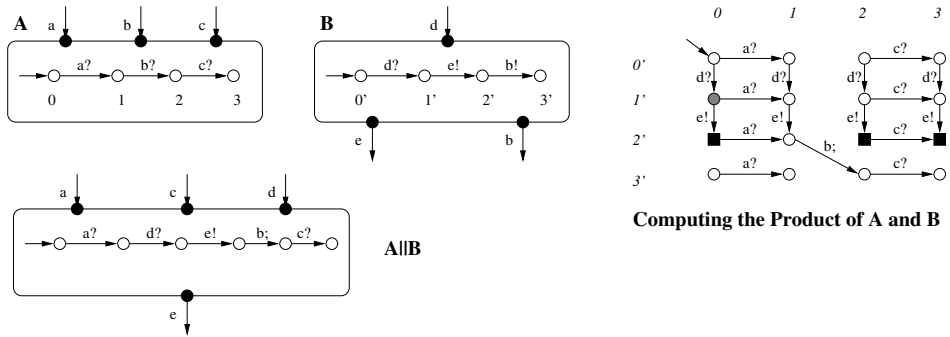 A
a b c
a? b? c?
0 1 2 3
B
d
d? e! b!
0' 1' 2' 3'
e b
a c d
a? d? e! b; c?
e
A||B
0 1 2 3
0' a? c?
d? d? d? d?
1' a? c?
e! e! e! e!
2' a? b; c?
3' a? c?
Computing the Product of A and B